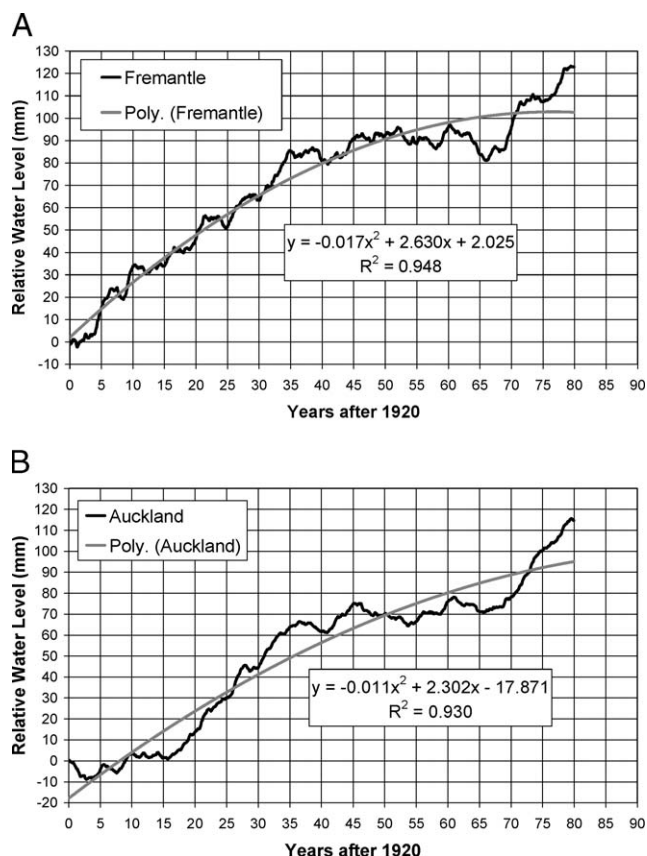 A
130
120
110
100
90
80
70
60
50
40
30
20
10
0
-10
Relative Water Level (mm)
Fremantle
Poly. (Fremantle)
y = -0.017x² + 2.630x + 2.025
R² = 0.948
0 5 10 15 20 25 30 35 40 45 50 55 60 65 70 75 80 85 90
Years after 1920
B
130
120
110
100
90
80
70
60
50
40
30
20
10
0
-10
-20
Relative Water Level (mm)
Auckland
Poly. (Auckland)
y = -0.011x² + 2.302x - 17.871
R² = 0.930
0 5 10 15 20 25 30 35 40 45 50 55 60 65 70 75 80 85 90
Years after 1920